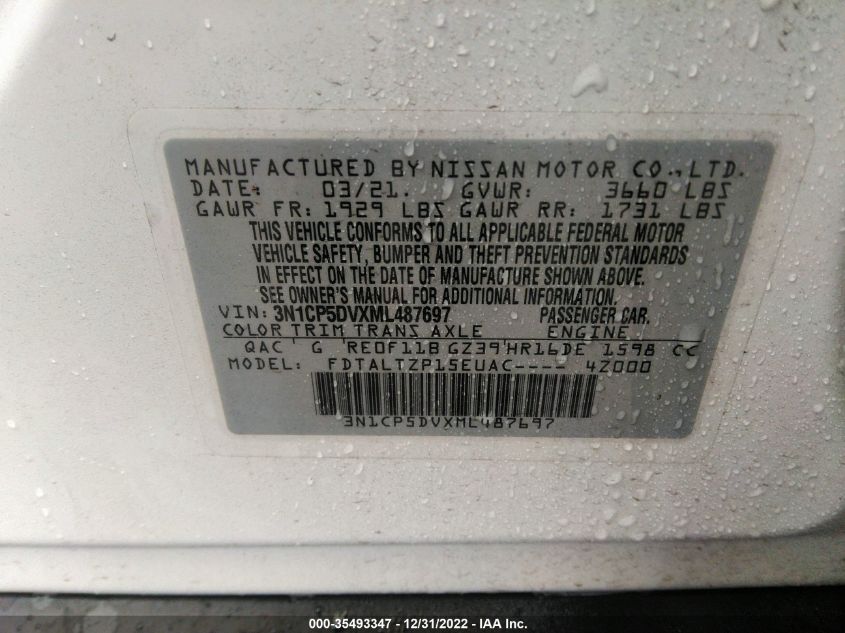 MANUFACTURED BY NISSAN MOTOR CO., LTD.
DATE: 03/21. GVWR: 3660 LBS
GAWR FR: 1929 LBS GAWR RR: 1731 LBS
THIS VEHICLE CONFORMS TO ALL APPLICABLE FEDERAL MOTOR
VEHICLE SAFETY, BUMPER AND THEFT PREVENTION STANDARDS
IN EFFECT ON THE DATE OF MANUFACTURE SHOWN ABOVE.
SEE OWNER'S MANUAL FOR ADDITIONAL INFORMATION.
VIN: 3N1CP5DVXML487697 PASSENGER CAR.
COLOR TRIM TRANS AXLE ENGINE
QAC G RE0F11B GZ39 HR16DE 1598 CC
MODEL: FDTALTZP15EUAC---- 4Z000
3N1CP5DVXML487697
000-35493347 - 12/31/2022 - IAA Inc.